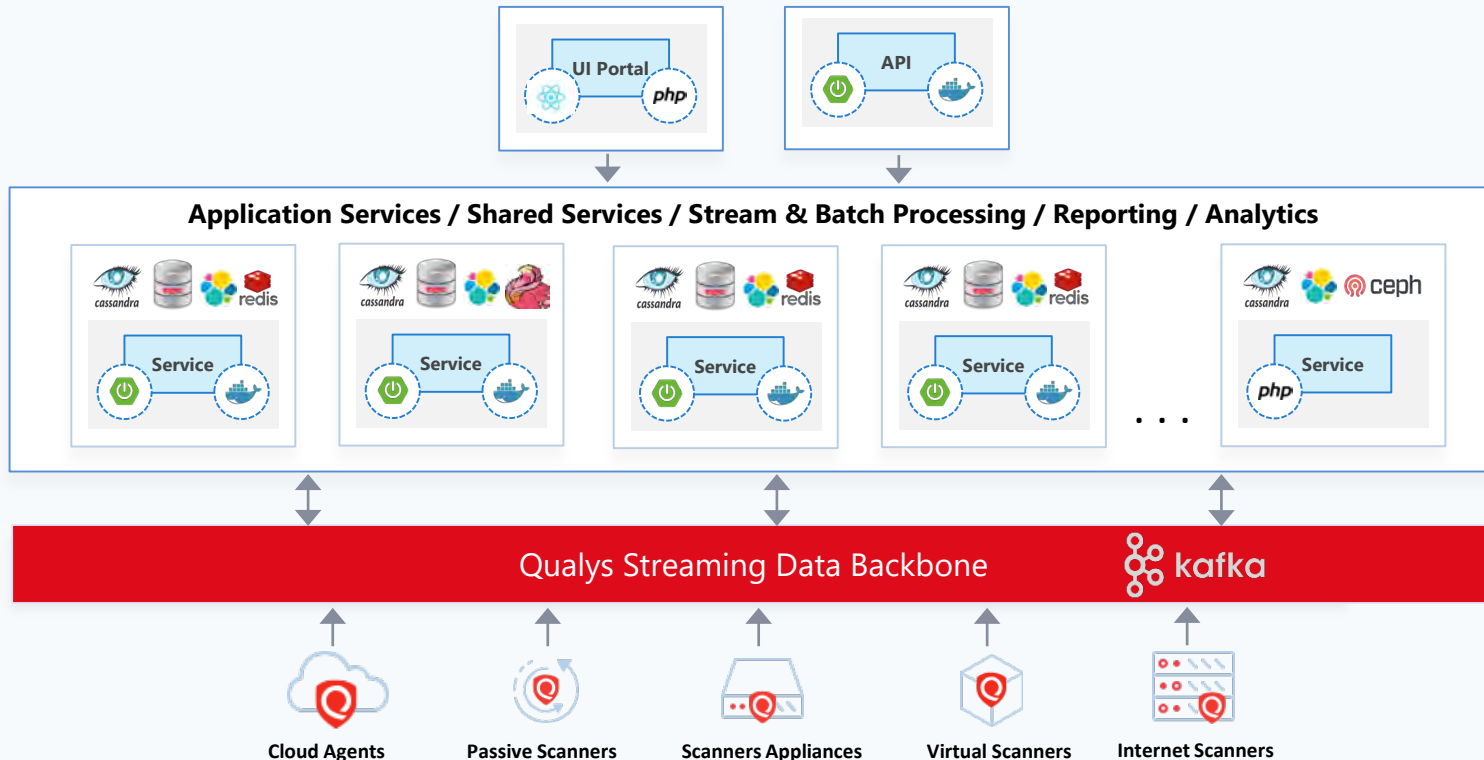 UI Portal
php
API
Application Services / Shared Services / Stream & Batch Processing / Reporting / Analytics
cassandra
redis
cassandra
cassandra
redis
cassandra
redis
cassandra
ceph
Service
Service
Service
Service
. . .
Service
php
Qualys Streaming Data Backbone
kafka
Cloud Agents
Passive Scanners
Scanners Appliances
Virtual Scanners
Internet Scanners